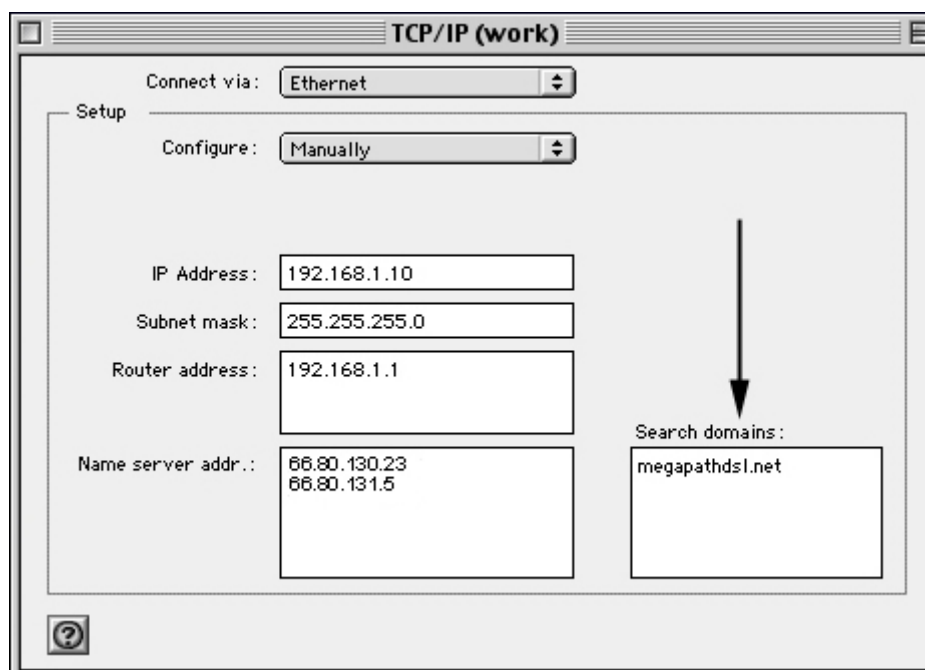 TCP/IP (work)
Connect via: Ethernet
Setup
Configure: Manually
IP Address: 192.168.1.10
Subnet mask: 255.255.255.0
Router address: 192.168.1.1
Search domains:
Name server addr.: 66.80.130.23
megapathdsl.net
66.80.131.5
?